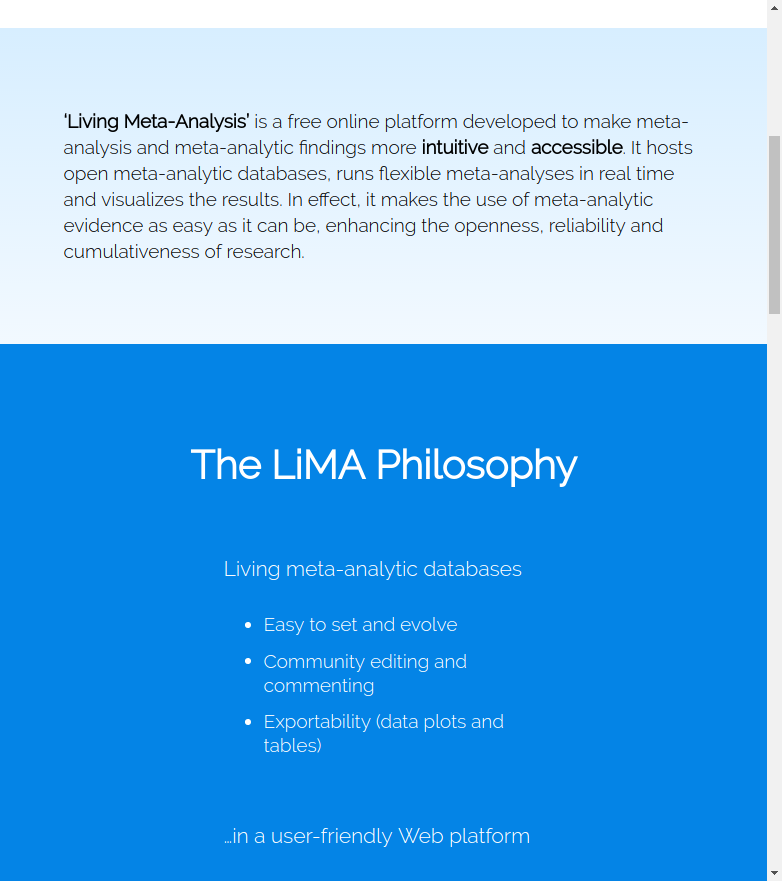 ‘Living Meta-Analysis’ is a free online platform developed to make meta-
analysis and meta-analytic findings more intuitive and accessible. It hosts
open meta-analytic databases, runs flexible meta-analyses in real time
and visualizes the results. In effect, it makes the use of meta-analytic
evidence as easy as it can be, enhancing the openness, reliability and
cumulativeness of research.
The LiMA Philosophy
Living meta-analytic databases
• Easy to set and evolve
• Community editing and
commenting
• Exportability (data plots and
tables)
…in a user-friendly Web platform